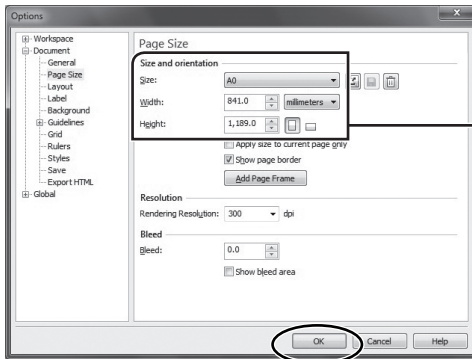 Options
Workspace
Document
General
Page Size
Layout
Label
Background
Guidelines
Grid
Rulers
Styles
Save
Export HTML
Global
Page Size
Size and orientation
Size: A0
Width: 841.0 millimeters
Height: 1,189.0
Apply size to current page only
Show page border
Add Page Frame
Resolution
Rendering Resolution: 300 dpi
Bleed
Bleed: 0.0
Show bleed area
OK Cancel Help